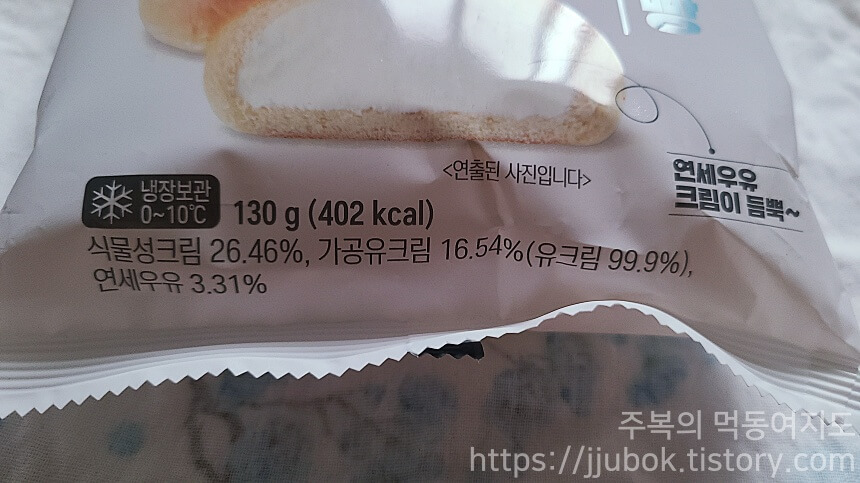 <연출된 사진입니다>
연세우유
크림이 듬뿍~
냉장보관
0~10℃
130 g (402 kcal)
식물성크림 26.46%, 가공유크림 16.54%(유크림 99.9%),
연세우유 3.31%
주복의 먹동여지도
https://jjubok.tistory.com